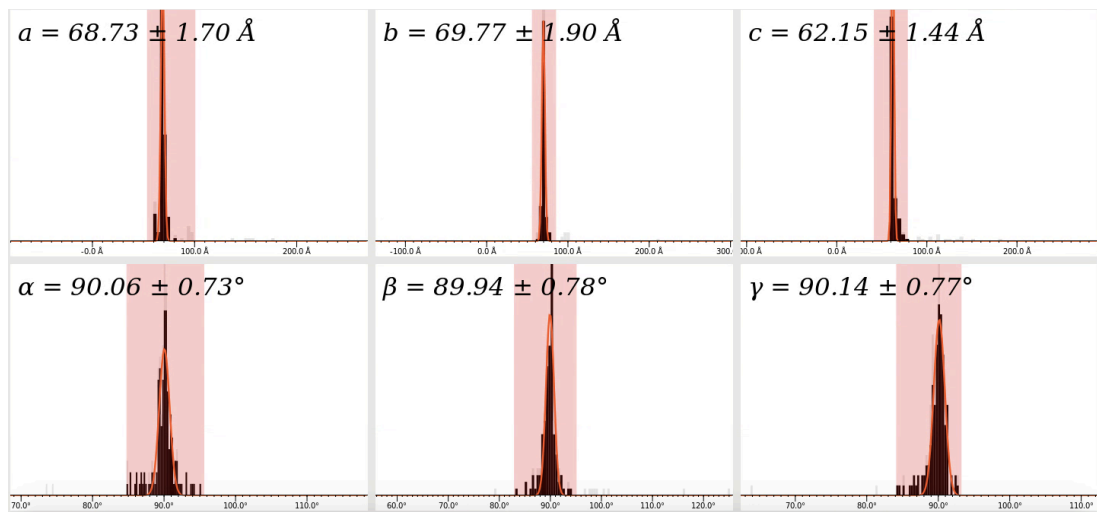 a = 68.73 ± 1.70 Å
b = 69.77 ± 1.90 Å
c = 62.15 ± 1.44 Å
-0.0 Å 100.0 Å 200.0 Å
-100.0 Å 0.0 Å 100.0 Å 200.0 Å 300.
00.0 Å 0.0 Å 100.0 Å 200.0 Å
α = 90.06 ± 0.73°
β = 89.94 ± 0.78°
γ = 90.14 ± 0.77°
70.0° 80.0° 90.0° 100.0° 110.0°
60.0° 70.0° 80.0° 90.0° 100.0° 110.0° 120.0°
70.0° 80.0° 90.0° 100.0° 110.0°